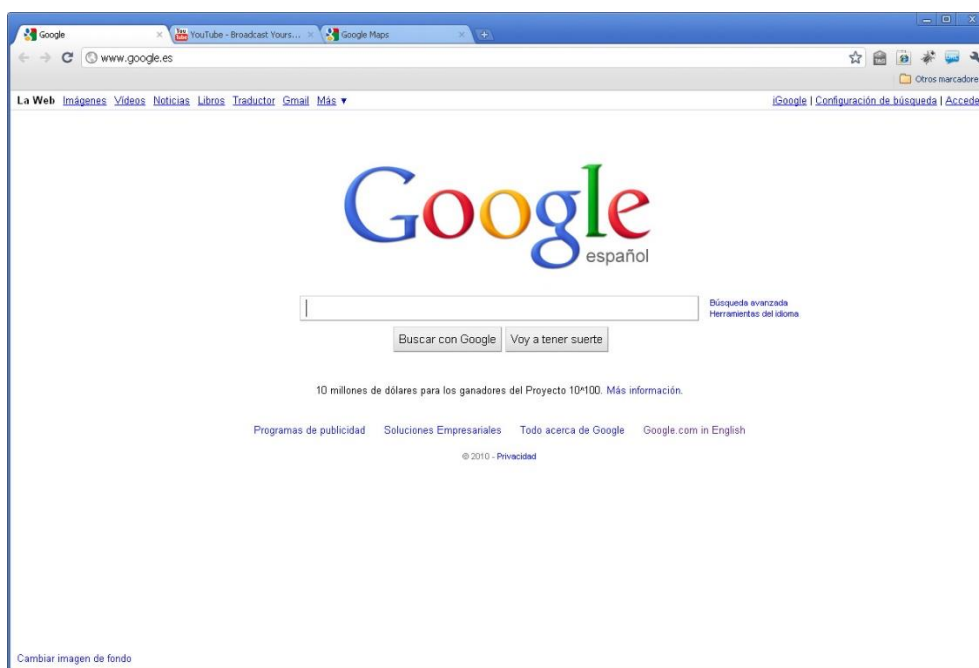 Google YouTube - Broadcast Yours... Google Maps
www.google.es
Otros marcadore
La Web Imágenes Vídeos Noticias Libros Traductor Gmail Más ▼ iGoogle | Configuración de búsqueda | Accede
Google
español
Búsqueda avanzada
Herramientas del idioma
Buscar con Google Voy a tener suerte
10 millones de dólares para los ganadores del Proyecto 10^100. Más información.
Programas de publicidad Soluciones Empresariales Todo acerca de Google Google.com in English
© 2010 - Privacidad
Cambiar imagen de fondo